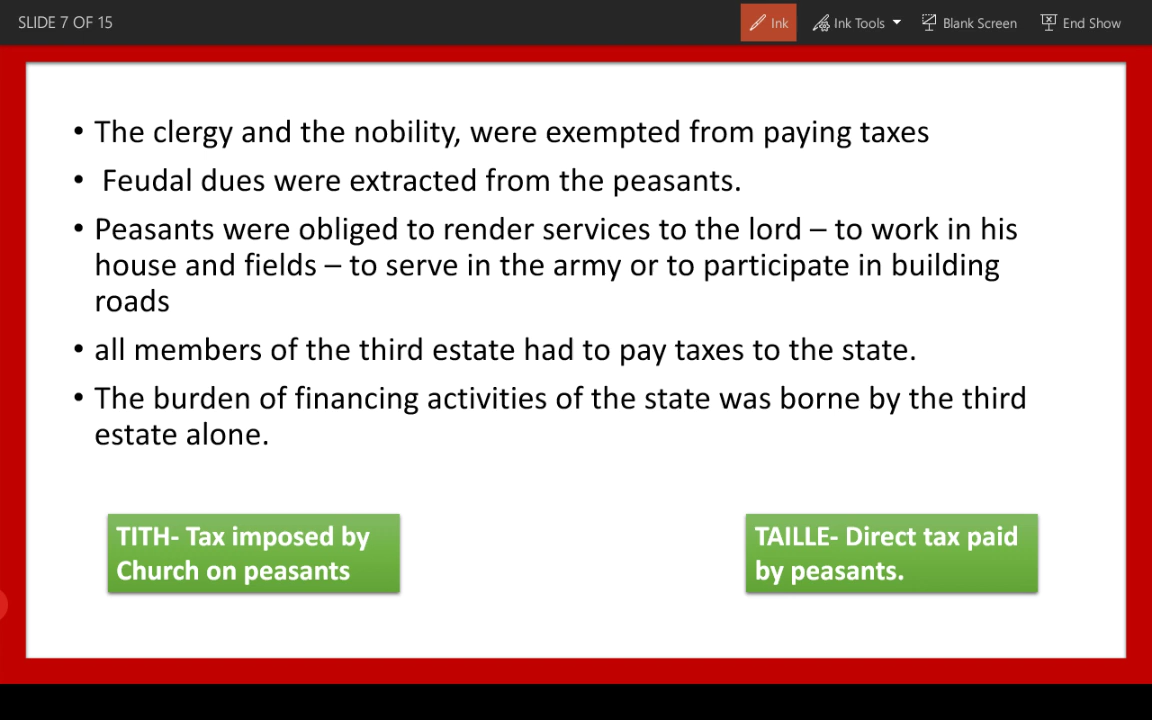 SLIDE 7 OF 15
Ink
Ink Tools
Blank Screen
End Show
• The clergy and the nobility, were exempted from paying taxes
• Feudal dues were extracted from the peasants.
• Peasants were obliged to render services to the lord – to work in his
house and fields – to serve in the army or to participate in building
roads
• all members of the third estate had to pay taxes to the state.
• The burden of financing activities of the state was borne by the third
estate alone.
TITH- Tax imposed by
Church on peasants
TAILLE- Direct tax paid
by peasants.